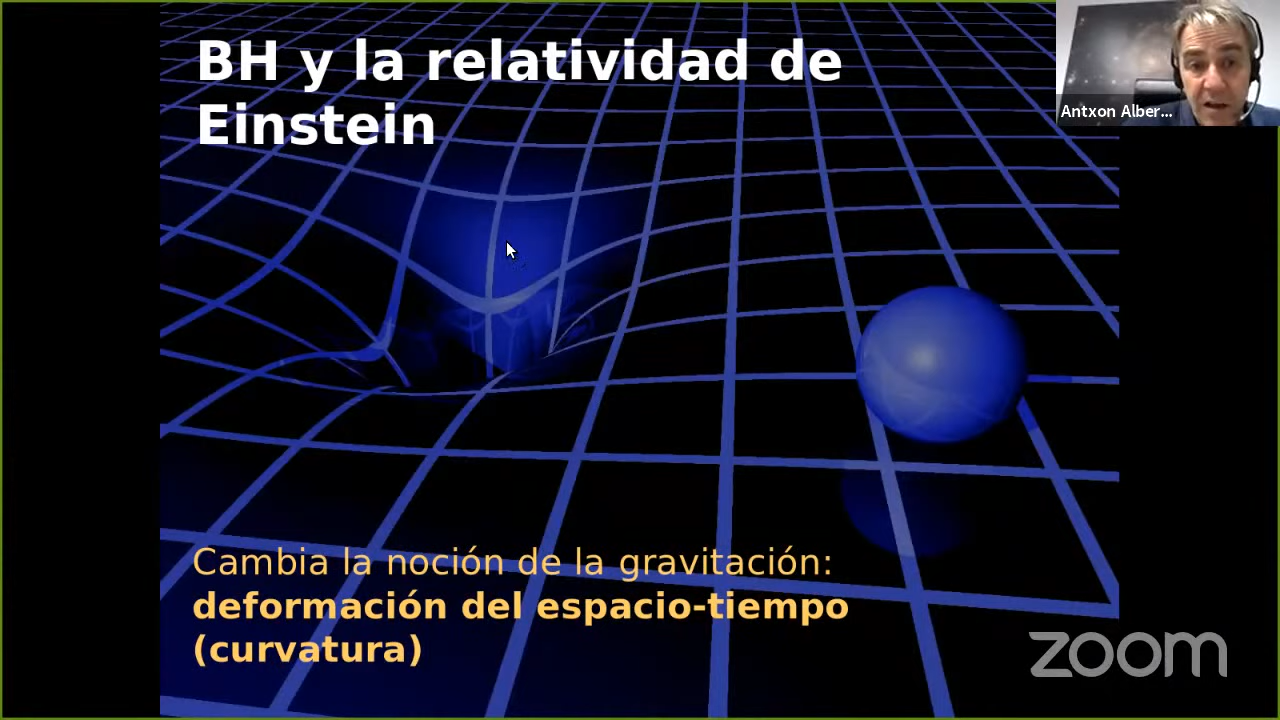 BH y la relatividad de
Einstein
Antxon Alber...
Cambia la noción de la gravitación:
deformación del espacio-tiempo
(curvatura)
zoom